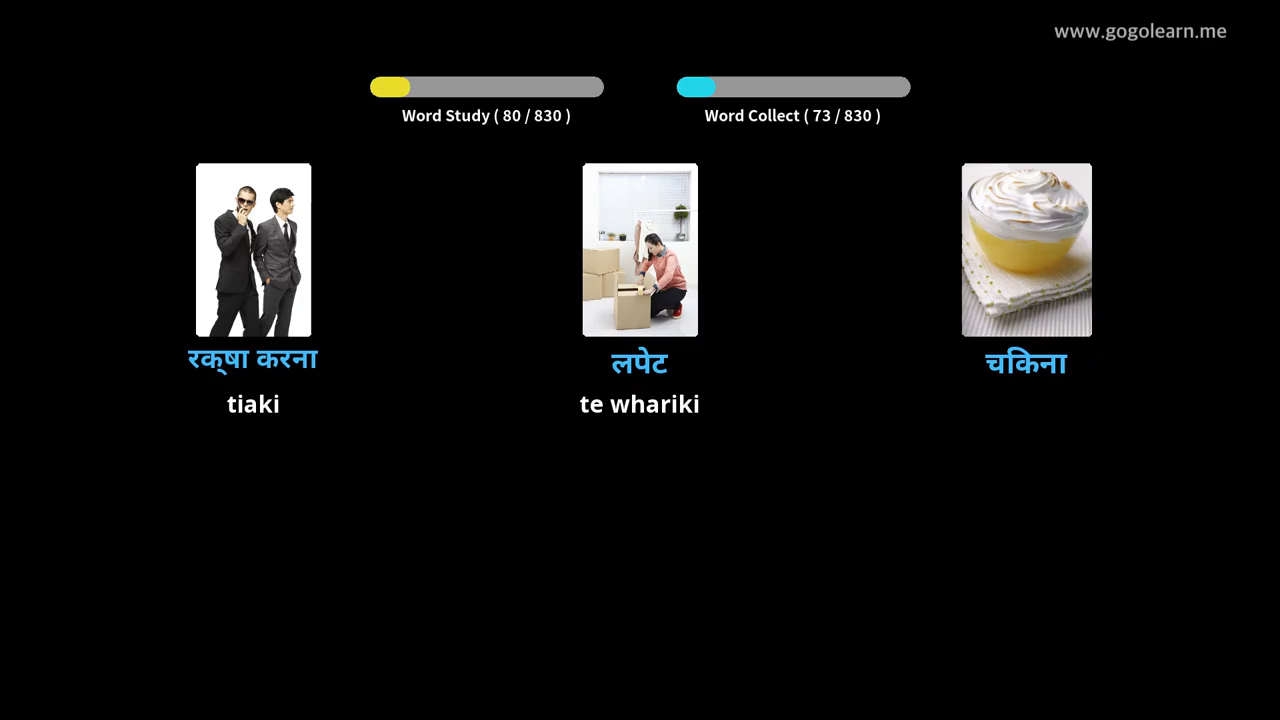 www.gogolearn.me
Word Study ( 80 / 830 )
Word Collect ( 73 / 830 )
रक्षा करना
लपेट
चिकना
tiaki
te whariki